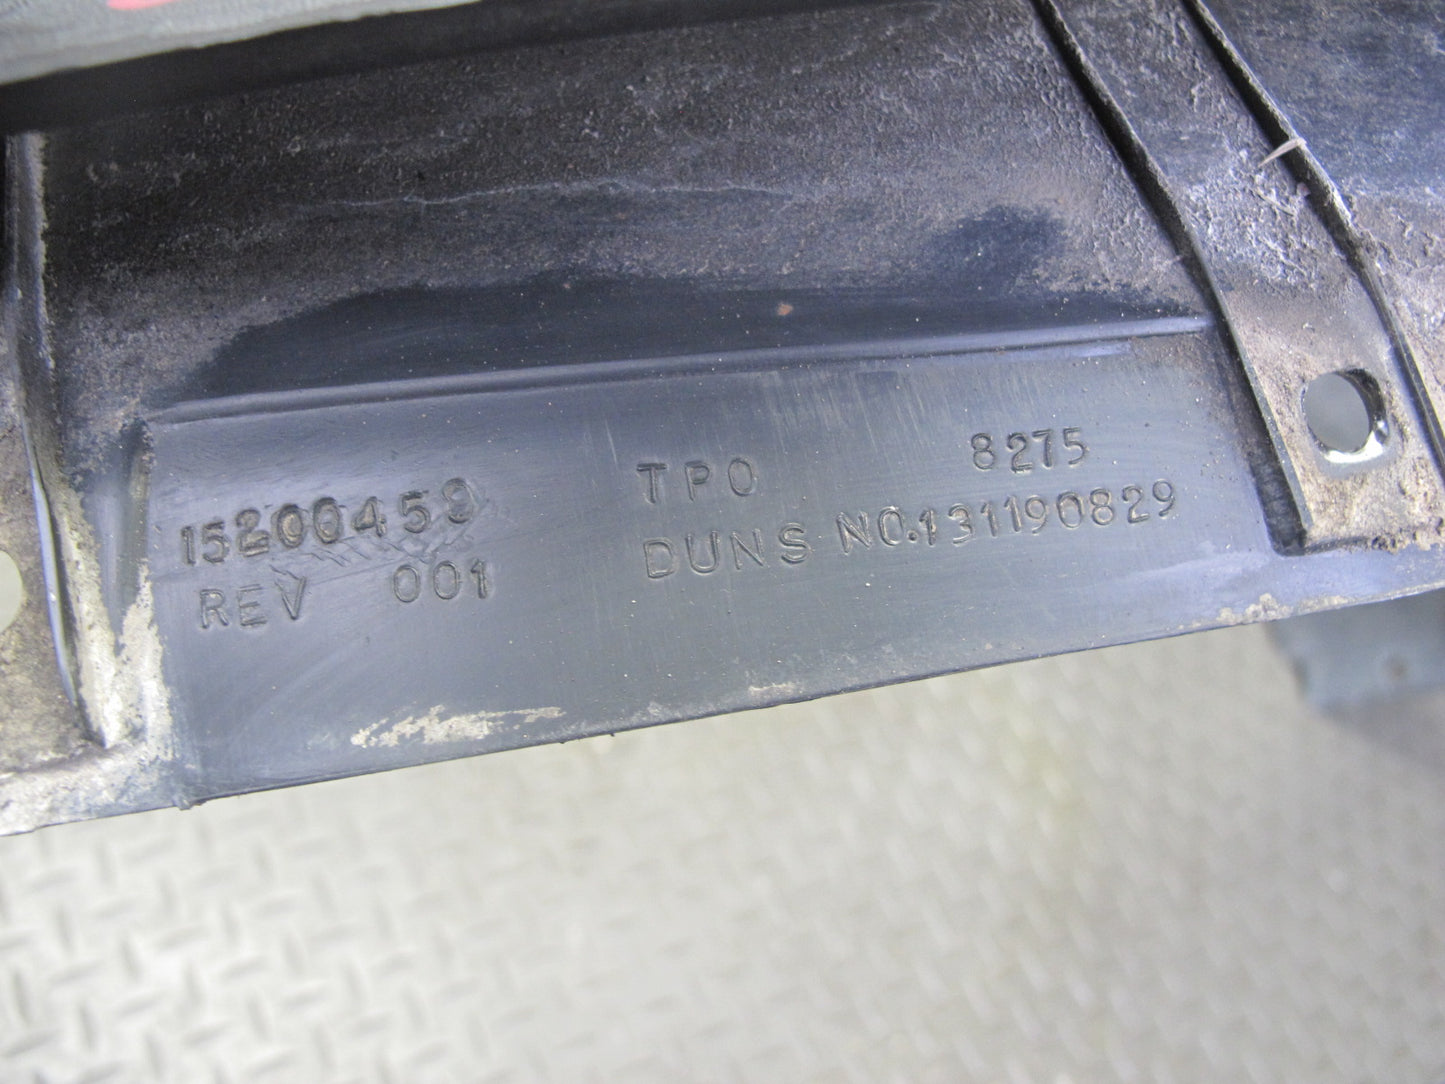 15200459
REV 001
TPO 8275
DUNS NO.131190829